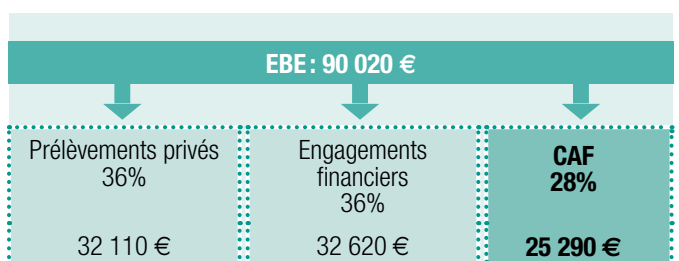 EBE : 90 020 €
Prélèvements privés
36%
32 110 €
Engagements
financiers
36%
32 620 €
CAF
28%
25 290 €